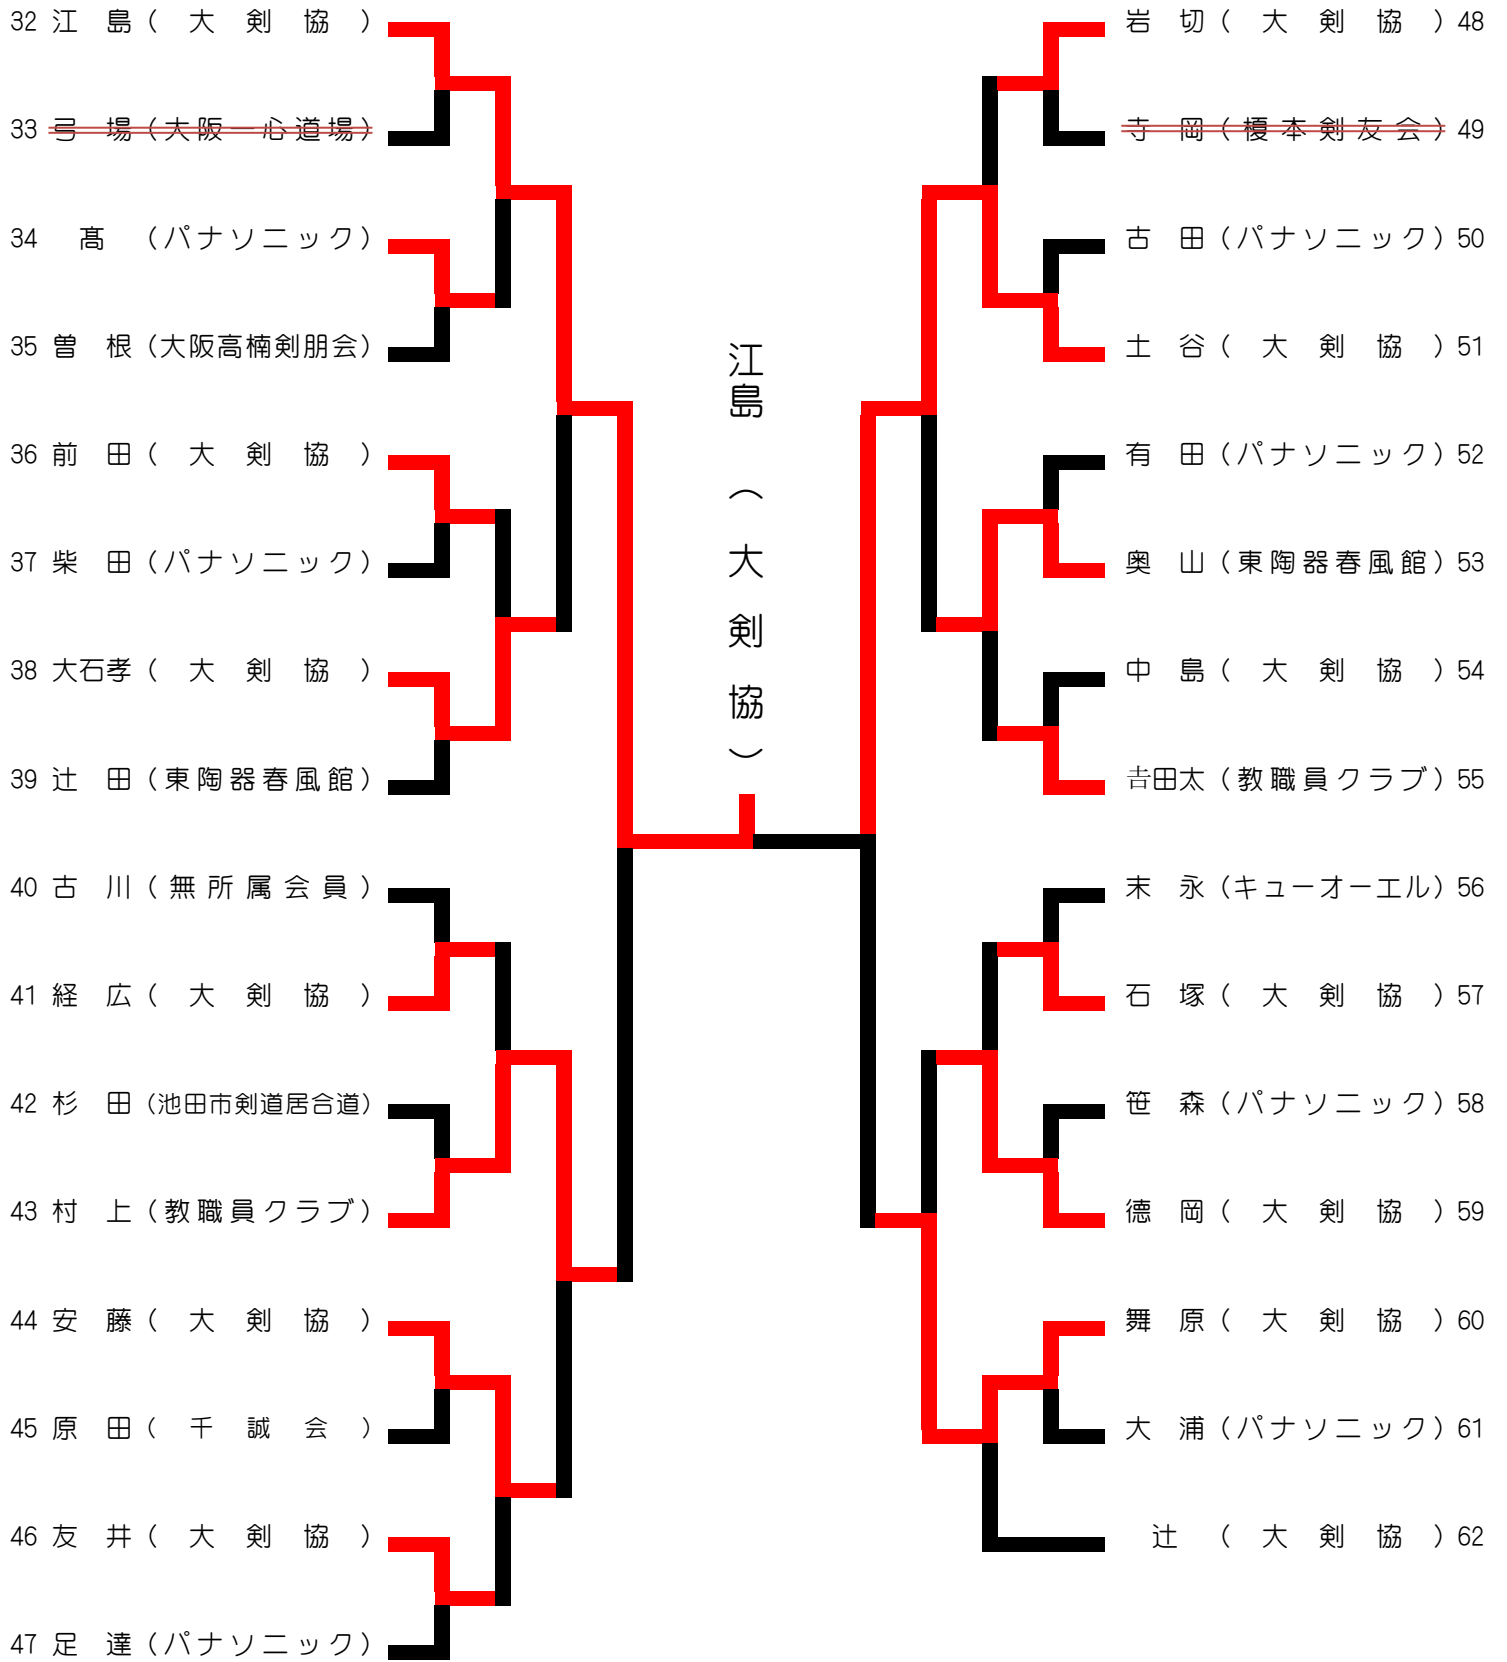 32 江島（大剣協）
33 弓場（大阪一心道場）
34 髙（パナソニック）
35 曽根（大阪高楠剣朋会）
36 前田（大剣協）
37 柴田（パナソニック）
38 大石孝（大剣協）
39 辻田（東陶器春風館）
40 古川（無所属会員）
41 経広（大剣協）
42 杉田（池田市剣道居合道）
43 村上（教職員クラブ）
44 安藤（大剣協）
45 原田（千誠会）
46 友井（大剣協）
47 足達（パナソニック）
江島（大剣協）
岩切（大剣協）48
寺岡（榎本剣友会）49
古田（パナソニック）50
土谷（大剣協）51
有田（パナソニック）52
奥山（東陶器春風館）53
中島（大剣協）54
𠮷田太（教職員クラブ）55
末永（キューオーエル）56
石塚（大剣協）57
笹森（パナソニック）58
德岡（大剣協）59
舞原（大剣協）60
大浦（パナソニック）61
辻（大剣協）62